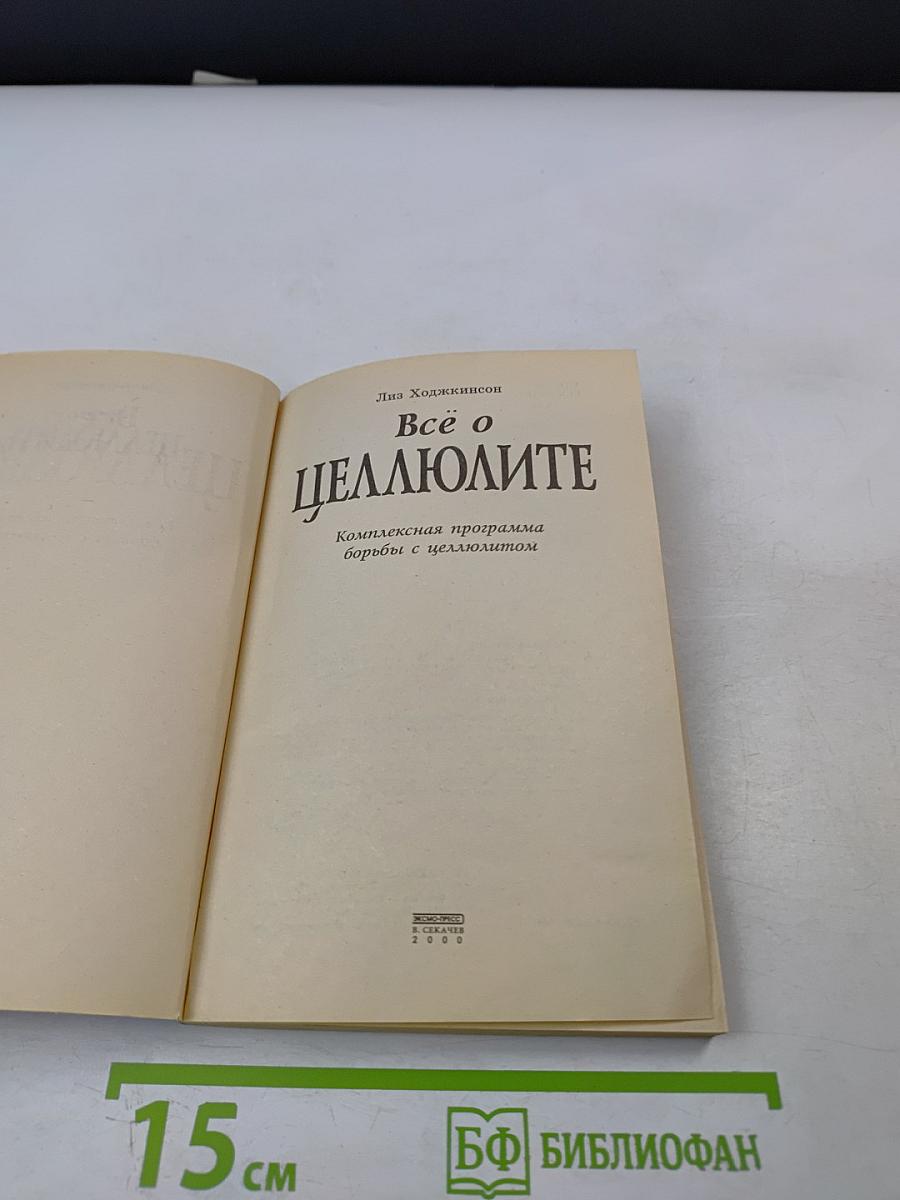 Лиз Ходжкинсон
Всё о
ЦЕЛЛЮЛИТЕ
Комплексная программа
борьбы с целлюлитом
ЭКСМО-ПРЕСС
В. СЕКАЧЕВ
2000
15 см
БФ БИБЛИОФАН